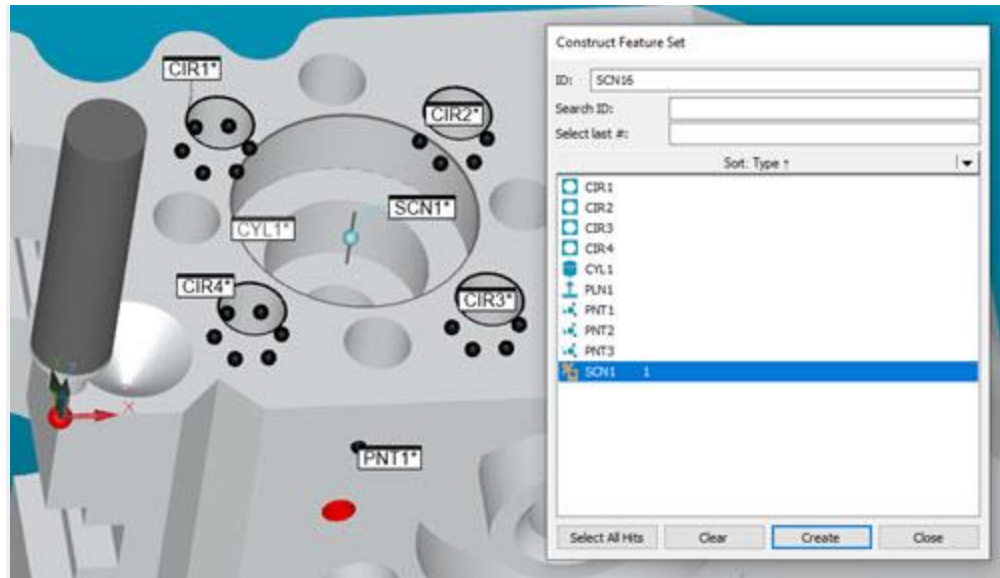 Construct Feature Set
ID: SCN16
Search ID:
Select last #:
Sort: Type ↑
CIR1
CIR2
CIR3
CIR4
CYL1
PLN1
PNT1
PNT2
PNT3
SCN1 1
Select All Hits Clear Create Close
CIR1*
CIR2*
SCN1*
CYL1*
CIR4*
CIR3*
X
PNT1*